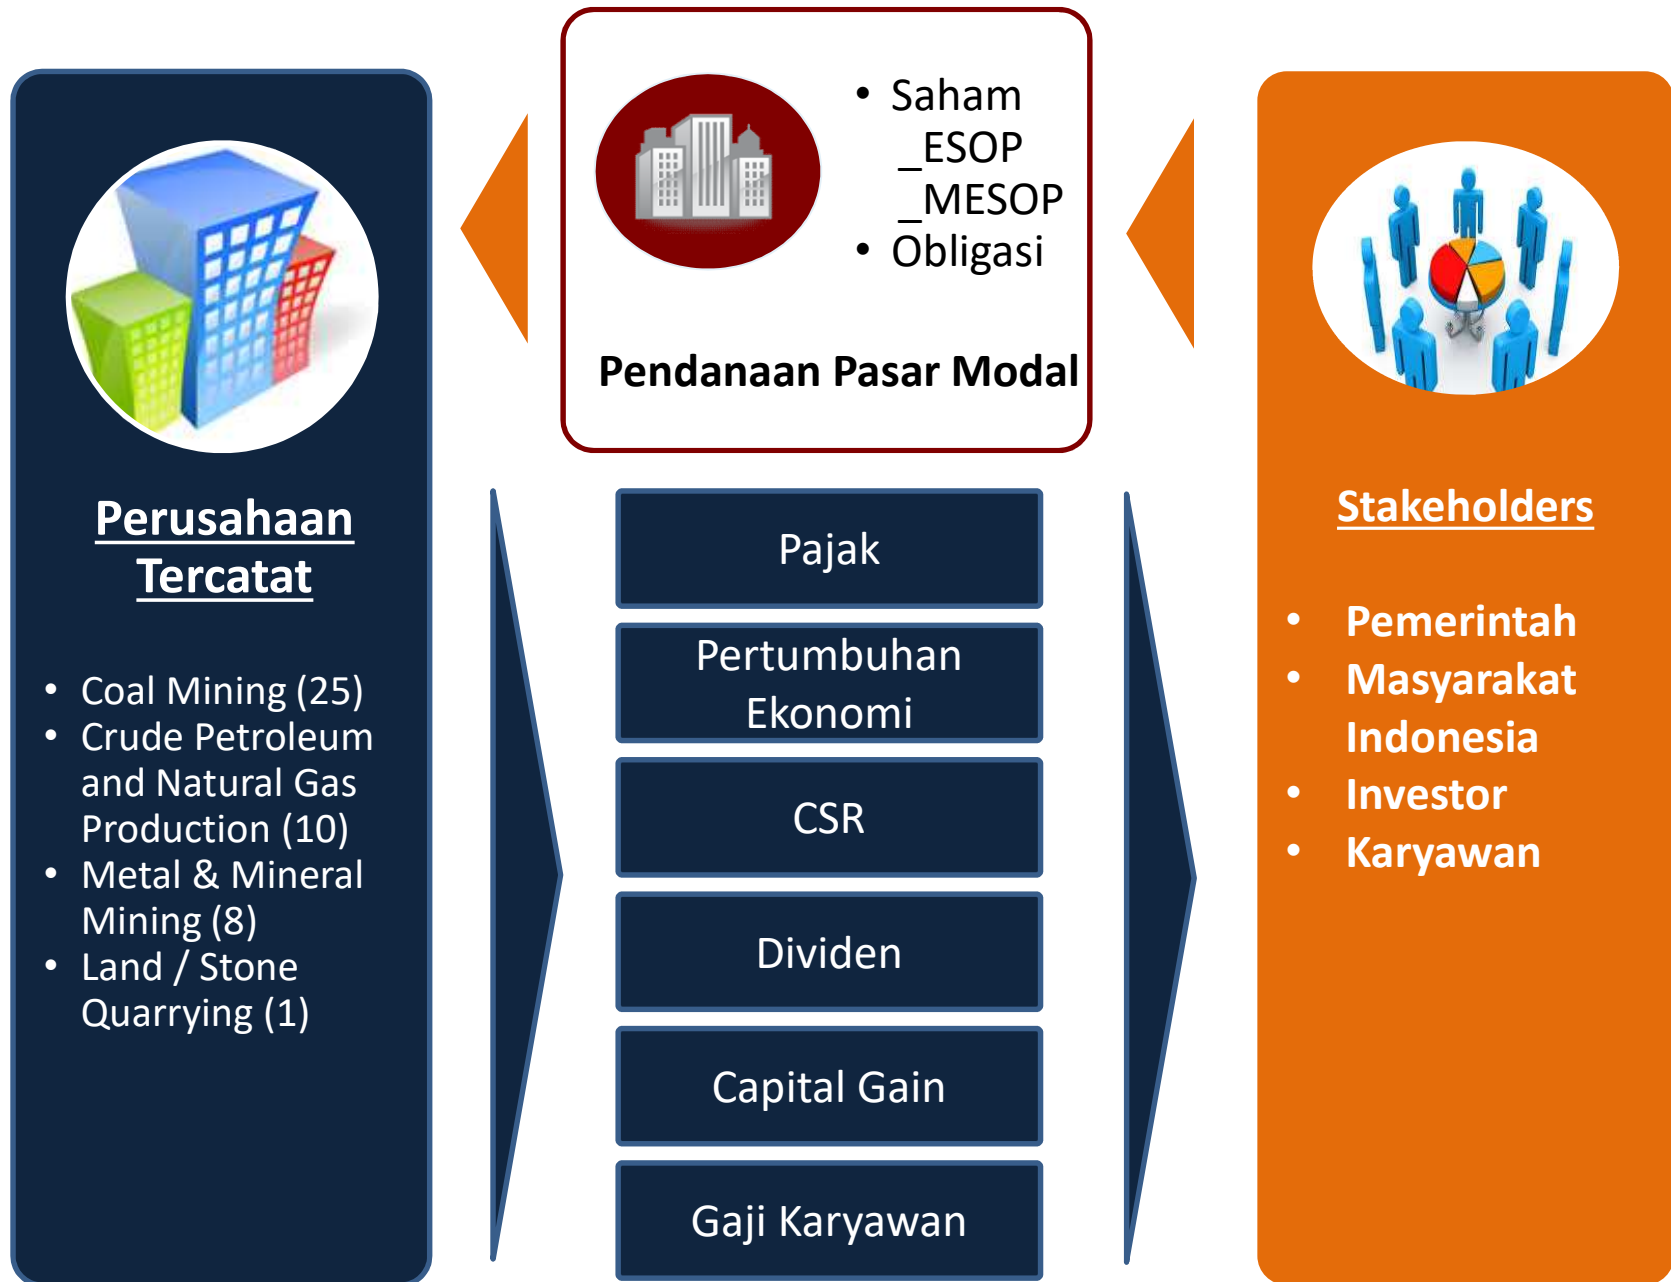 Perusahaan
Tercatat
• Coal Mining (25)
• Crude Petroleum
and Natural Gas
Production (10)
• Metal & Mineral
Mining (8)
• Land / Stone
Quarrying (1)
• Saham
_ESOP
_MESOP
• Obligasi
Pendanaan Pasar Modal
Pajak
Pertumbuhan
Ekonomi
CSR
Dividen
Capital Gain
Gaji Karyawan
Stakeholders
• Pemerintah
• Masyarakat
Indonesia
• Investor
• Karyawan